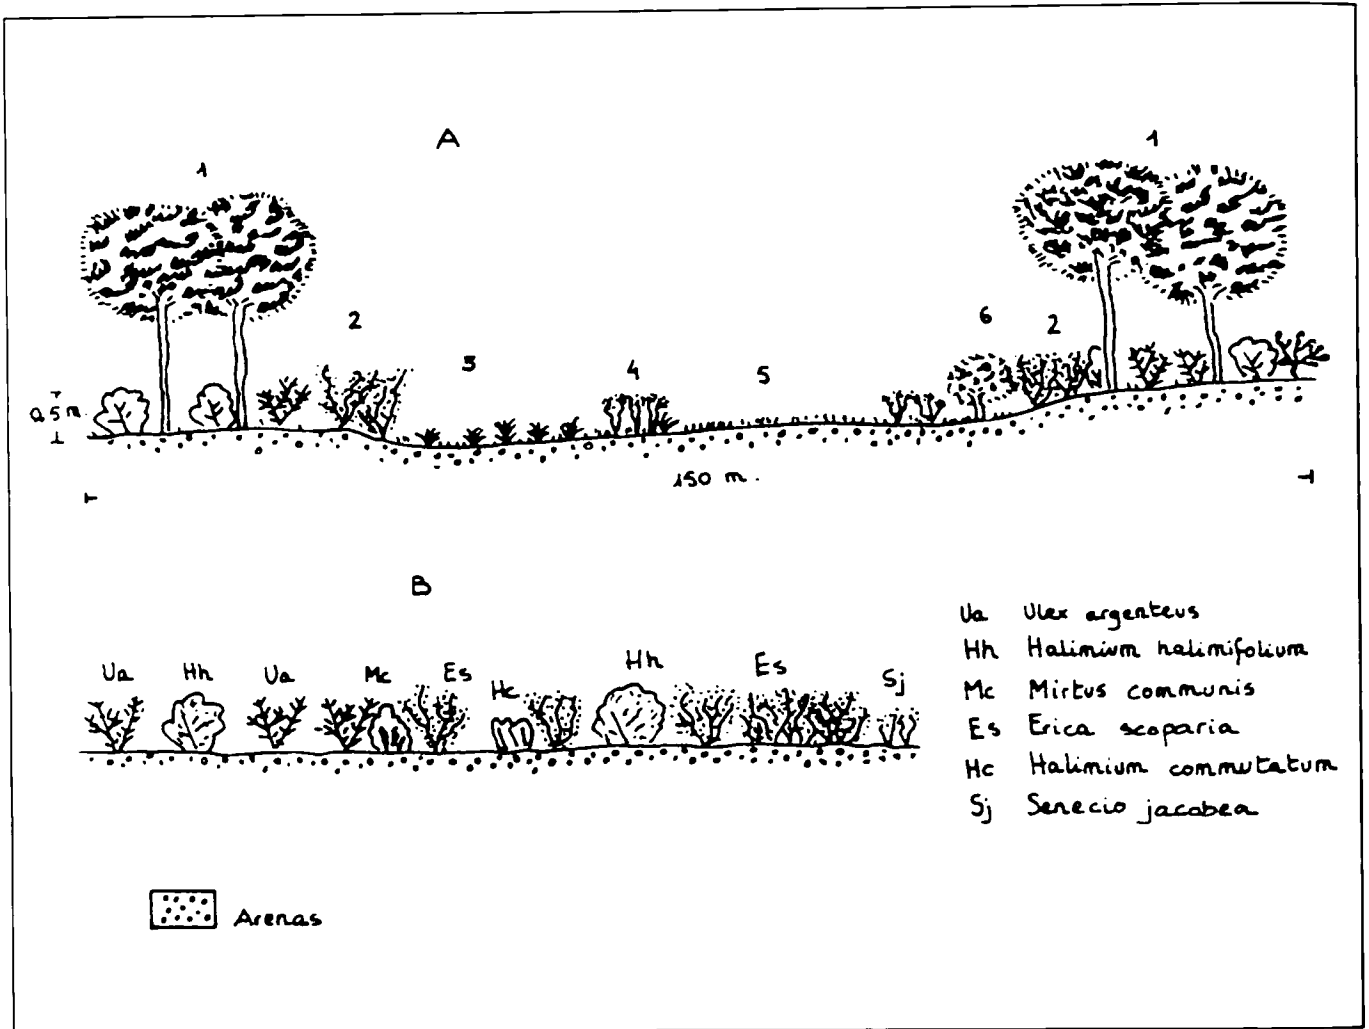 A
1
1
2
3
4
5
6
2
0,5 m.
150 m.
B
Ua
Hh
Ua
Mc
Es
Hc
Hh
Es
Sj
Ua Ulex argenteus
Hh Halimium halimifolium
Mc Mirtus communis
Es Erica scoparia
Hc Halimium commutatum
Sj Senecio jacobea
Arenas